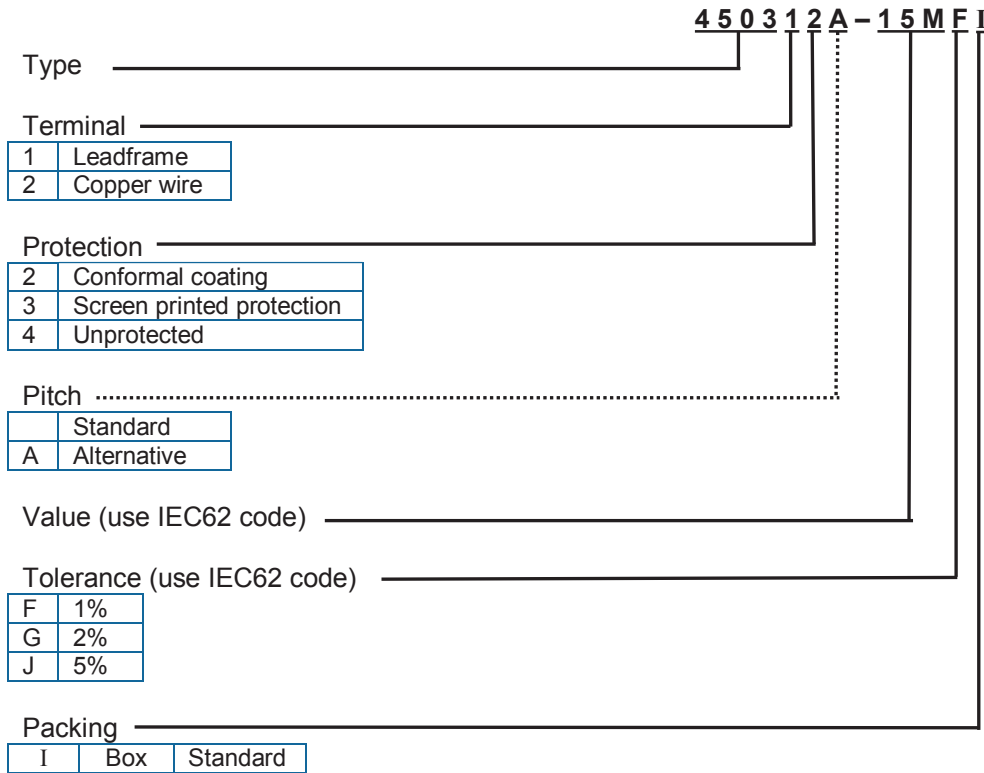 4 5 0 3 1 2 A – 1 5 M F I
Type
Terminal
1 Leadframe
2 Copper wire
Protection
2 Conformal coating
3 Screen printed protection
4 Unprotected
Pitch
Standard
A Alternative
Value (use IEC62 code)
Tolerance (use IEC62 code)
F 1%
G 2%
J 5%
Packing
I Box Standard